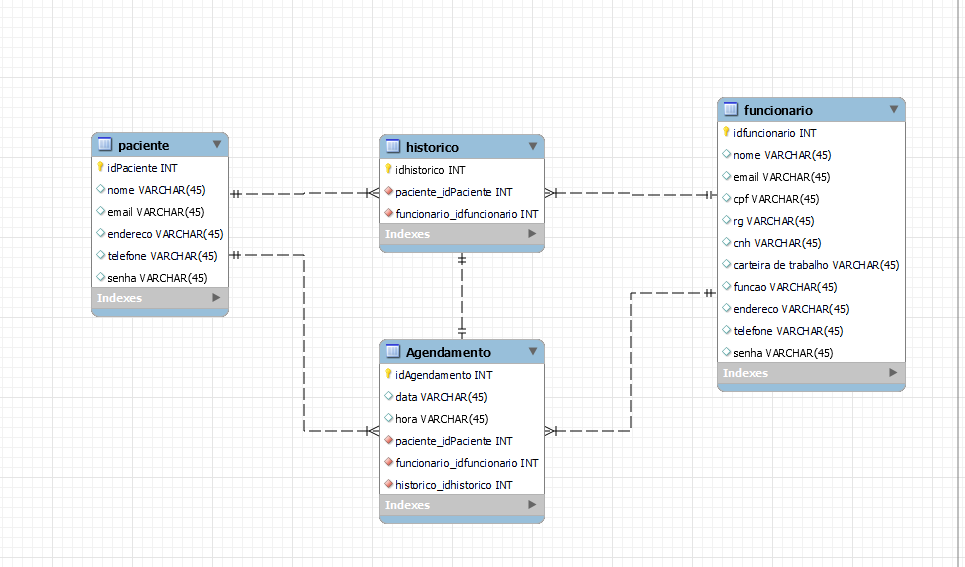 paciente
idPaciente INT
nome VARCHAR(45)
email VARCHAR(45)
endereco VARCHAR(45)
telefone VARCHAR(45)
senha VARCHAR(45)
Indexes
historico
idhistorico INT
paciente_idPaciente INT
funcionario_idfuncionario INT
Indexes
funcionario
idfuncionario INT
nome VARCHAR(45)
email VARCHAR(45)
cpf VARCHAR(45)
rg VARCHAR(45)
cnh VARCHAR(45)
carteira de trabalho VARCHAR(45)
funcao VARCHAR(45)
endereco VARCHAR(45)
telefone VARCHAR(45)
senha VARCHAR(45)
Indexes
Agendamento
idAgendamento INT
data VARCHAR(45)
hora VARCHAR(45)
paciente_idPaciente INT
funcionario_idfuncionario INT
historico_idhistorico INT
Indexes